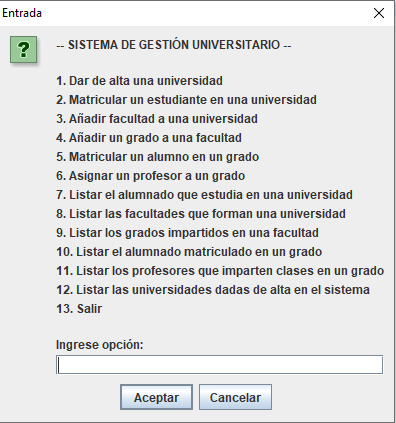 Entrada
-- SISTEMA DE GESTIÓN UNIVERSITARIO --
1. Dar de alta una universidad
2. Matricular un estudiante en una universidad
3. Añadir facultad a una universidad
4. Añadir un grado a una facultad
5. Matricular un alumno en un grado
6. Asignar un profesor a un grado
7. Listar el alumnado que estudia en una universidad
8. Listar las facultades que forman una universidad
9. Listar los grados impartidos en una facultad
10. Listar el alumnado matriculado en un grado
11. Listar los profesores que imparten clases en un grado
12. Listar las universidades dadas de alta en el sistema
13. Salir
Ingrese opción:
Aceptar Cancelar